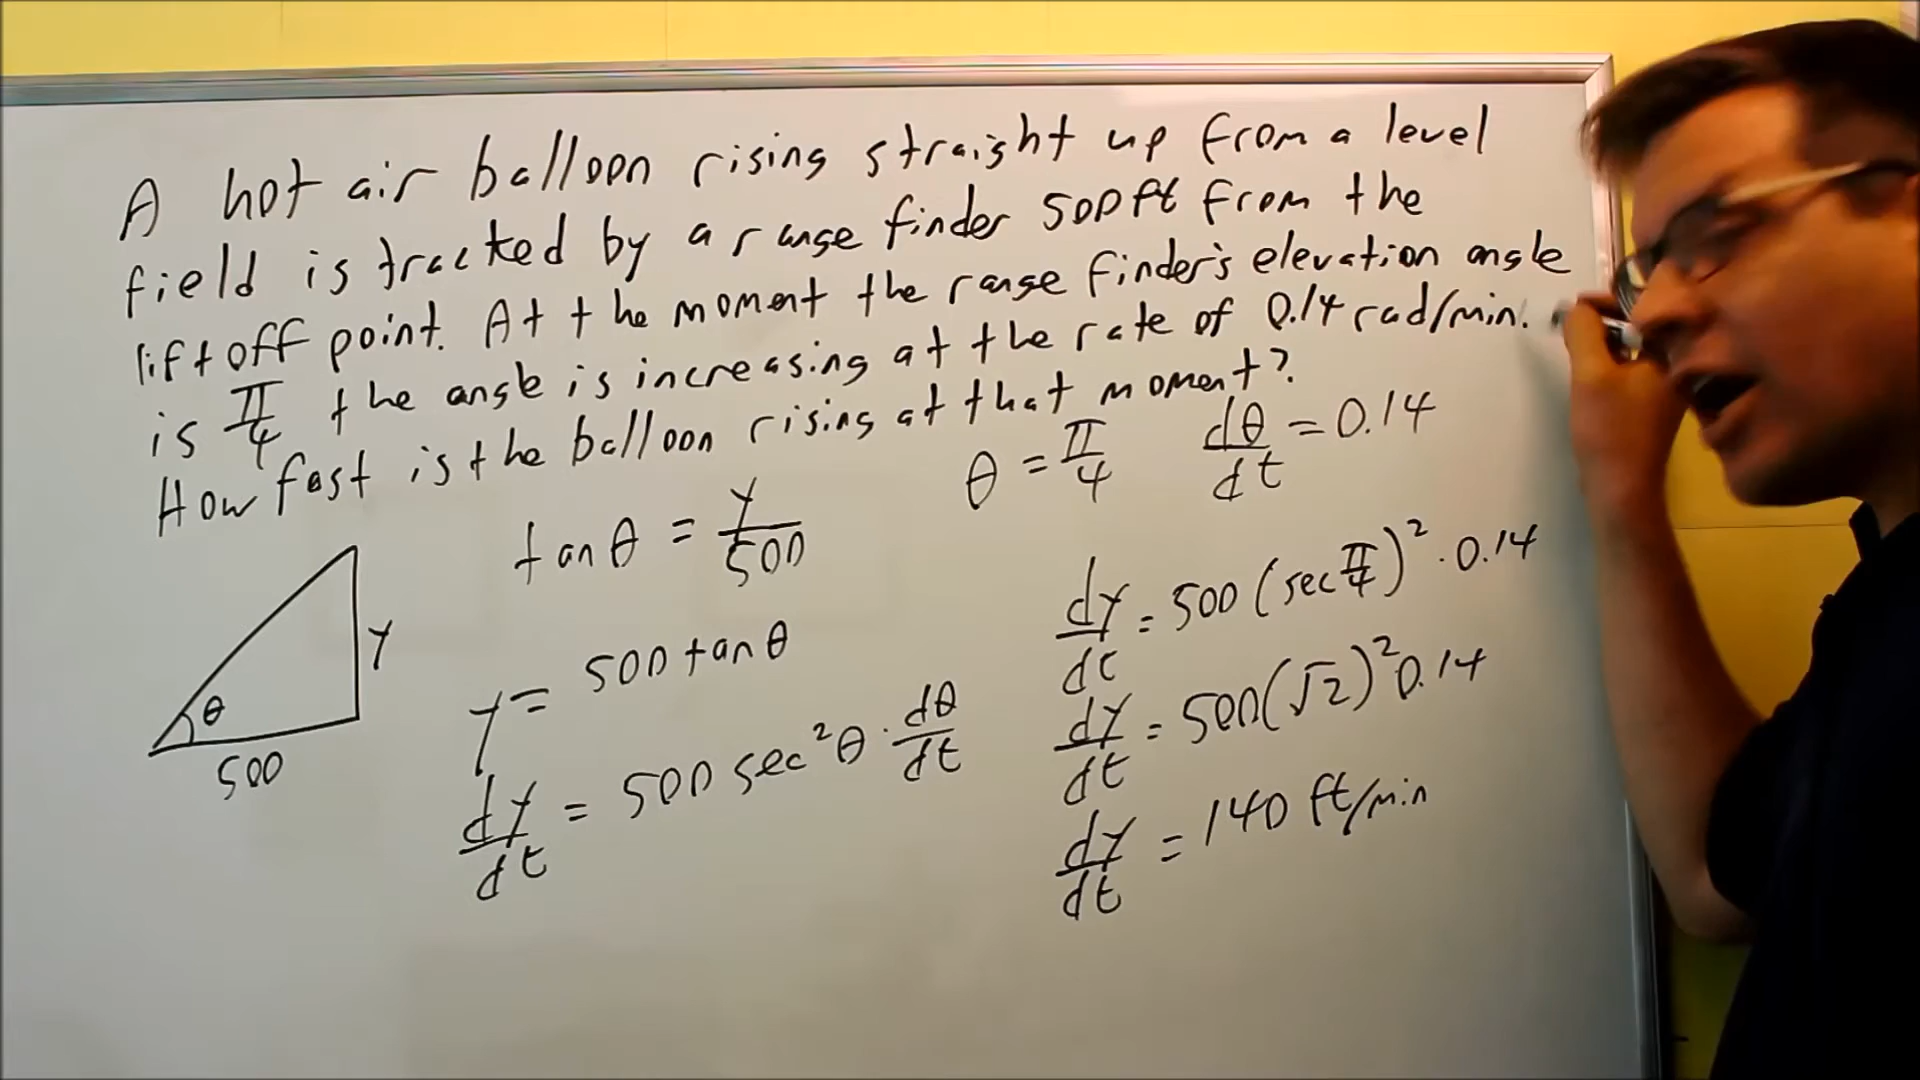 A hot air balloon rising straight up from a level
field is tracked by a range finder 500ft from the
lift off point. At the moment the range finder's elevation angle
is π/4 the angle is increasing at the rate of 0.14 rad/min.
How fast is the balloon rising at that moment?
θ = π/4 dθ/dt = 0.14
tan θ = y/500
y = 500 tan θ
dy/dt = 500 sec²θ · dθ/dt
dy/dt = 500 (sec π/4)² · 0.14
dy/dt = 500(√2)² 0.14
dy/dt = 140 ft/min
θ
y
500